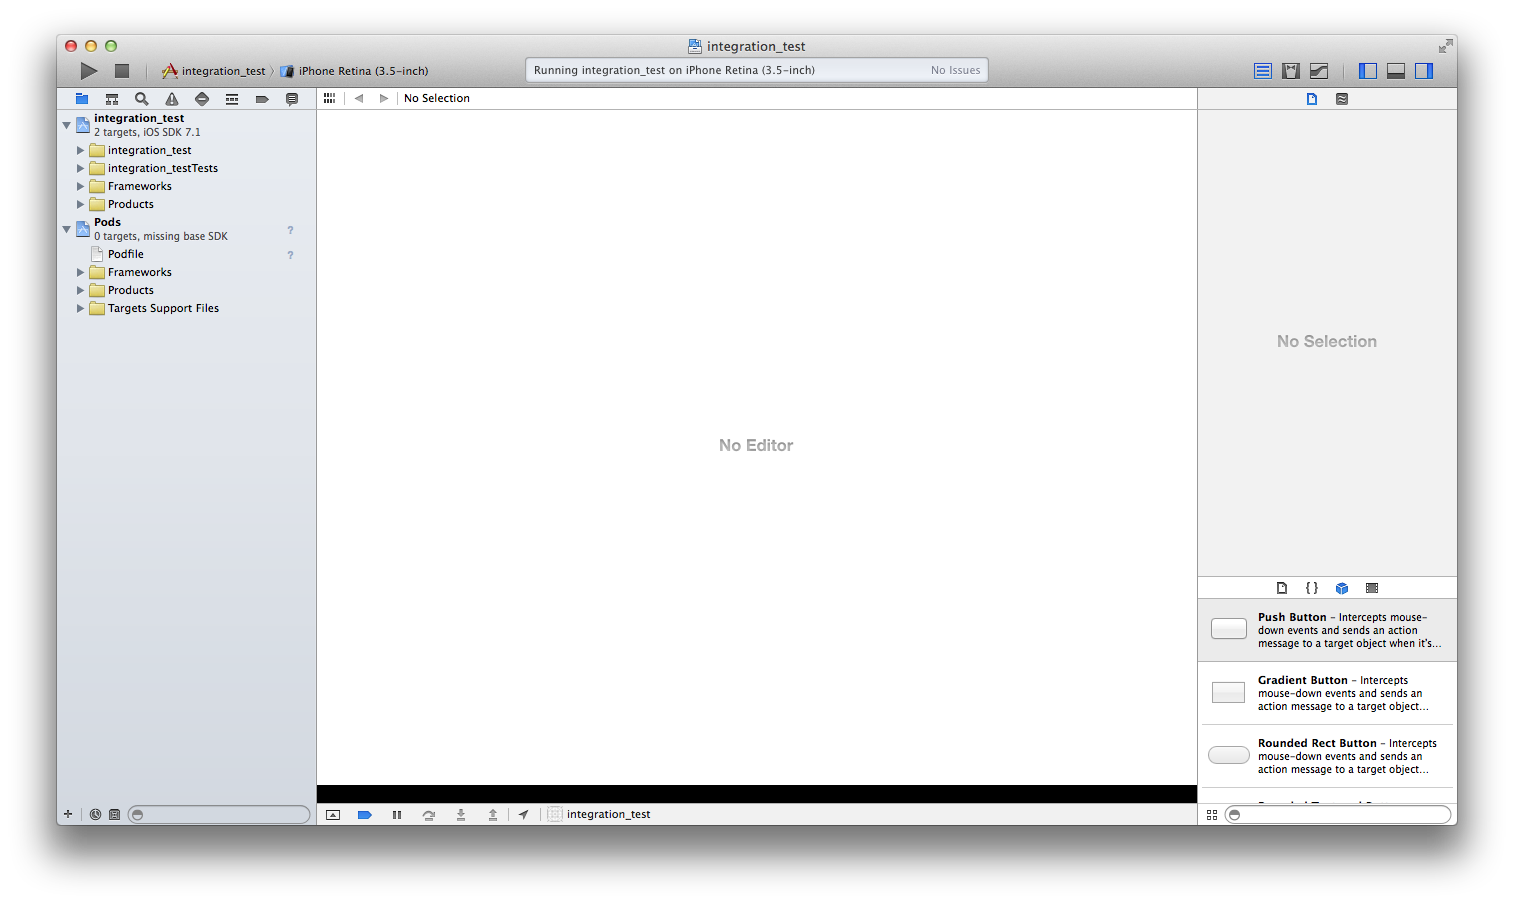 integration_test
integration_test
iPhone Retina (3.5-inch)
Running integration_test on iPhone Retina (3.5-inch)
No Issues
No Selection
integration_test
2 targets, iOS SDK 7.1
integration_test
integration_testTests
Frameworks
Products
Pods
0 targets, missing base SDK
?
Podfile
?
Frameworks
Products
Targets Support Files
No Editor
No Selection
{ }
Push Button – Intercepts mouse-
down events and sends an action
message to a target object when it's...
Gradient Button – Intercepts
mouse-down events and sends an
action message to a target object...
Rounded Rect Button – Intercepts
mouse-down events and sends an
action message to a target object...
integration_test